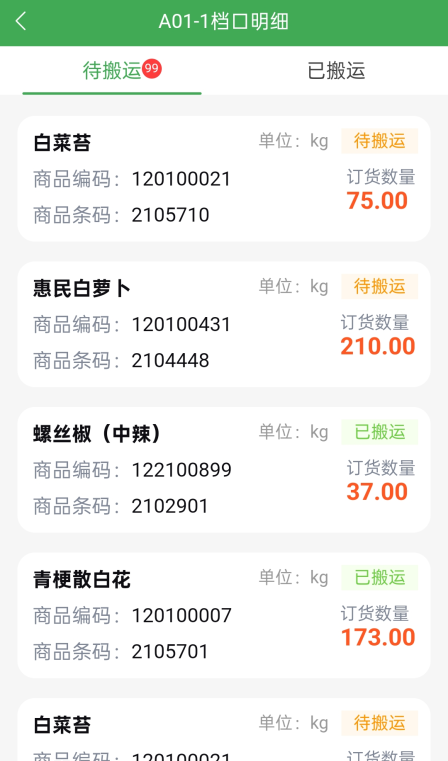 A01-1档口明细
待搬运 99
已搬运
白菜苔 单位：kg 待搬运
商品编码：120100021 订货数量
商品条码：2105710 75.00
惠民白萝卜 单位：kg 待搬运
商品编码：120100431 订货数量
商品条码：2104448 210.00
螺丝椒（中辣） 单位：kg 已搬运
商品编码：122100899 订货数量
商品条码：2102901 37.00
青梗散白花 单位：kg 已搬运
商品编码：120100007 订货数量
商品条码：2105701 173.00
白菜苔 单位：kg 待搬运
商品编码：120100021 订货数量